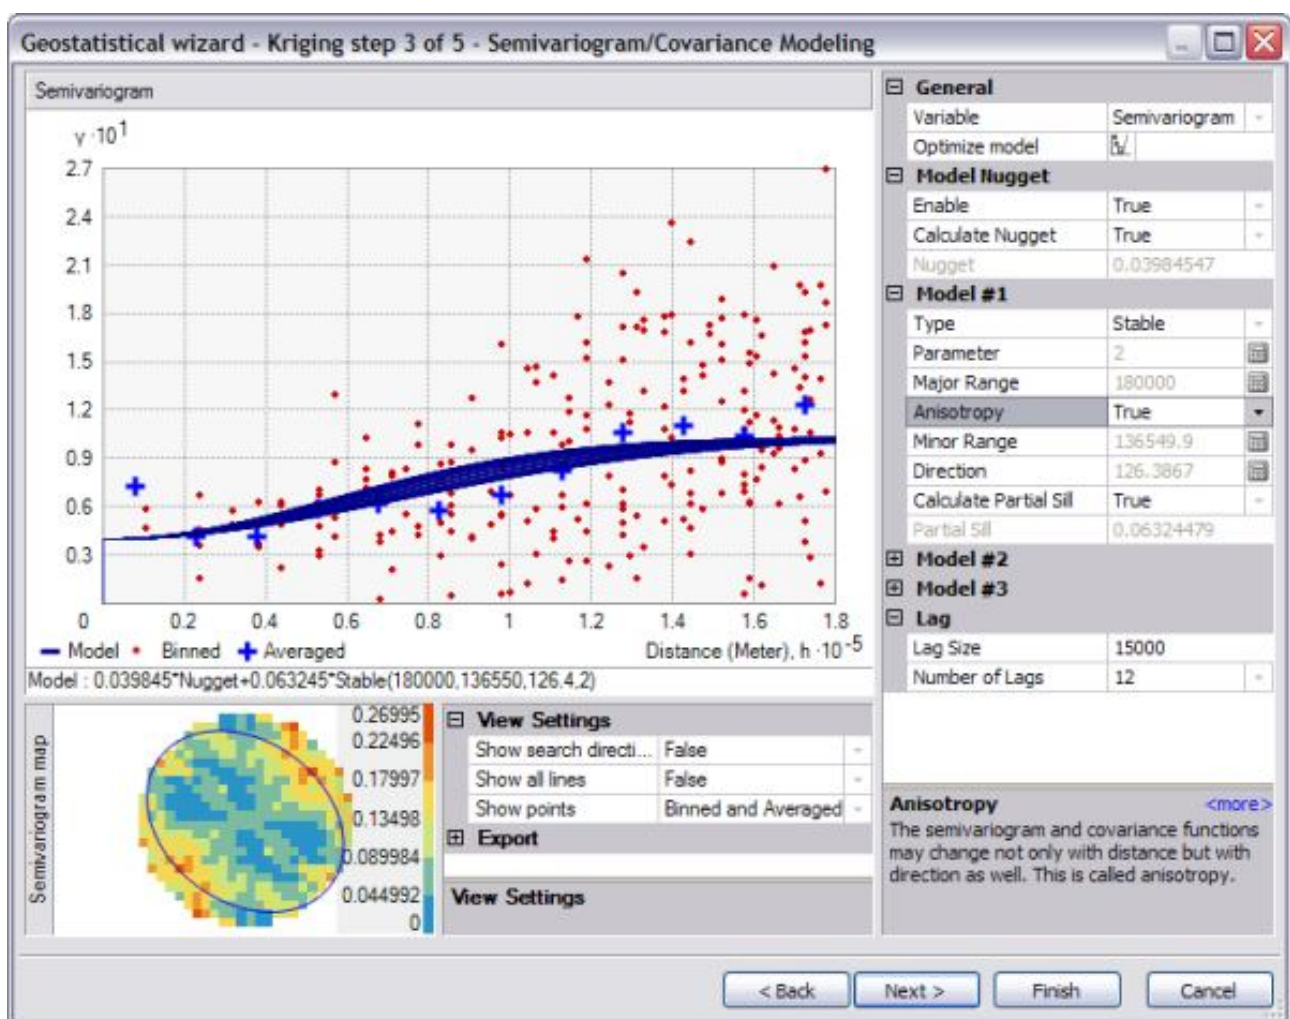 Geostatistical wizard - Kriging step 3 of 5 - Semivariogram/Covariance Modeling
Semivariogram
γ ·10 1
2.7
2.4
2.1
1.8
1.5
1.2
0.9
0.6
0.3
0 0.2 0.4 0.6 0.8 1 1.2 1.4 1.6 1.8
Model Binned Averaged Distance (Meter), h ·10 -5
Model : 0.039845*Nugget+0.063245*Stable(180000,136550,126.4,2)
Semivariogram map
0.26995
0.22496
0.17997
0.13498
0.089984
0.044992
0
View Settings
Show search directi... False
Show all lines False
Show points Binned and Averaged
Export
View Settings
General
Variable Semivariogram
Optimize model
Model Nugget
Enable True
Calculate Nugget True
Nugget 0.03984547
Model #1
Type Stable
Parameter 2
Major Range 180000
Anisotropy True
Minor Range 136549.9
Direction 126.3867
Calculate Partial Sill True
Partial Sill 0.06324479
Model #2
Model #3
Lag
Lag Size 15000
Number of Lags 12
Anisotropy <more>
The semivariogram and covariance functions
may change not only with distance but with
direction as well. This is called anisotropy.
< Back Next > Finish Cancel